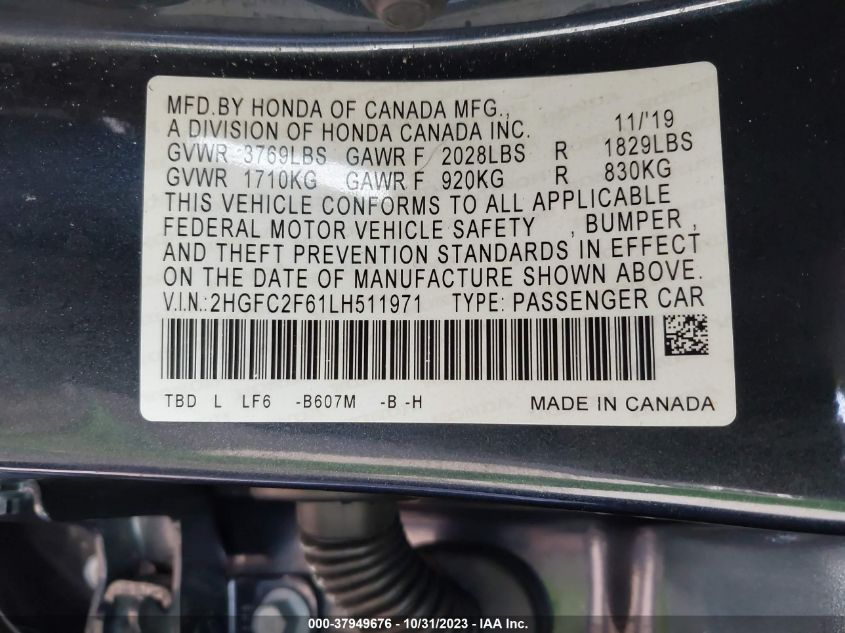 MFD.BY HONDA OF CANADA MFG.,
A DIVISION OF HONDA CANADA INC. 11/'19
GVWR 3769LBS GAWR F 2028LBS R 1829LBS
GVWR 1710KG GAWR F 920KG R 830KG
THIS VEHICLE CONFORMS TO ALL APPLICABLE
FEDERAL MOTOR VEHICLE SAFETY , BUMPER ,
AND THEFT PREVENTION STANDARDS IN EFFECT
ON THE DATE OF MANUFACTURE SHOWN ABOVE.
V.I.N.:2HGFC2F61LH511971 TYPE: PASSENGER CAR
TBD L LF6 -B607M -B -H MADE IN CANADA
000-37949676 / 10/31/2023 - IAA Inc.